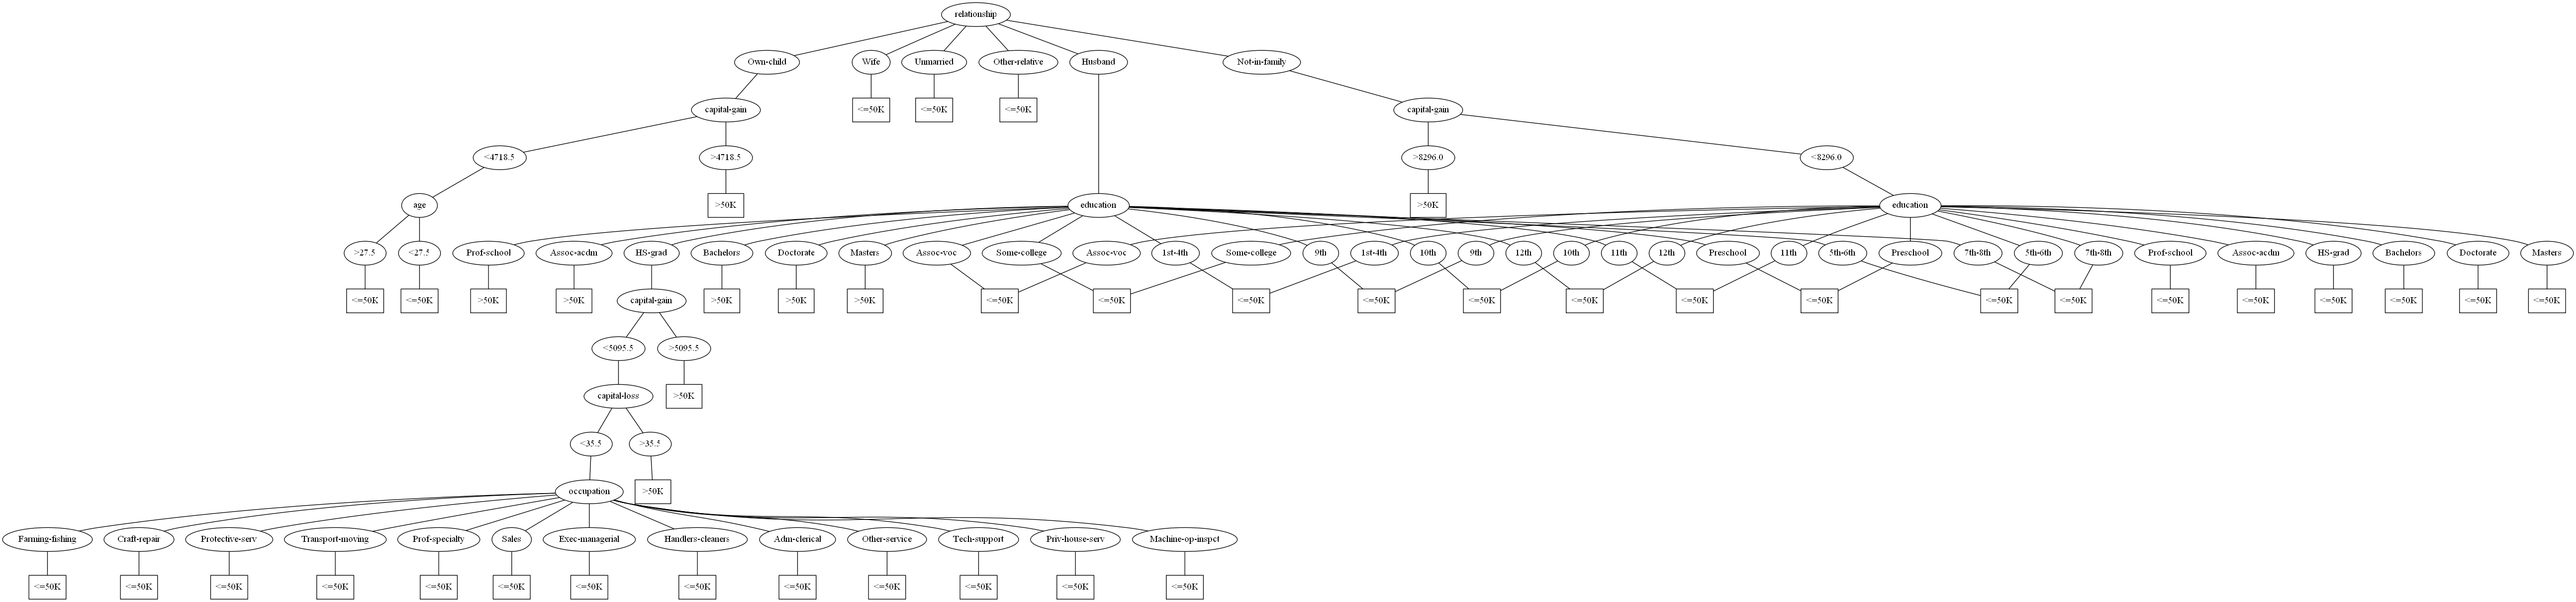 relationship
Own-child Wife Unmarried Other-relative Husband Not-in-family
capital-gain <=50K <=50K <=50K capital-gain
<4718.5 >4718.5 >8296.0 <8296.0
age >50K education >50K education
>27.5 <27.5 Prof-school Assoc-acdm HS-grad Bachelors Doctorate Masters Assoc-voc Some-college Assoc-voc 1st-4th Some-college 9th 1st-4th 10th 9th 12th 10th 11th 12th Preschool 11th 5th-6th Preschool 7th-8th 5th-6th 7th-8th Prof-school Assoc-acdm HS-grad Bachelors Doctorate Masters
<=50K <=50K >50K >50K capital-gain >50K >50K >50K <=50K <=50K <=50K <=50K <=50K <=50K <=50K <=50K <=50K <=50K <=50K <=50K <=50K <=50K <=50K <=50K
<5095.5 >5095.5
capital-loss >50K
<35.5 >35.5
occupation >50K
Farming-fishing Craft-repair Protective-serv Transport-moving Prof-specialty Sales Exec-managerial Handlers-cleaners Adm-clerical Other-service Tech-support Priv-house-serv Machine-op-inspct
<=50K <=50K <=50K <=50K <=50K <=50K <=50K <=50K <=50K <=50K <=50K <=50K <=50K